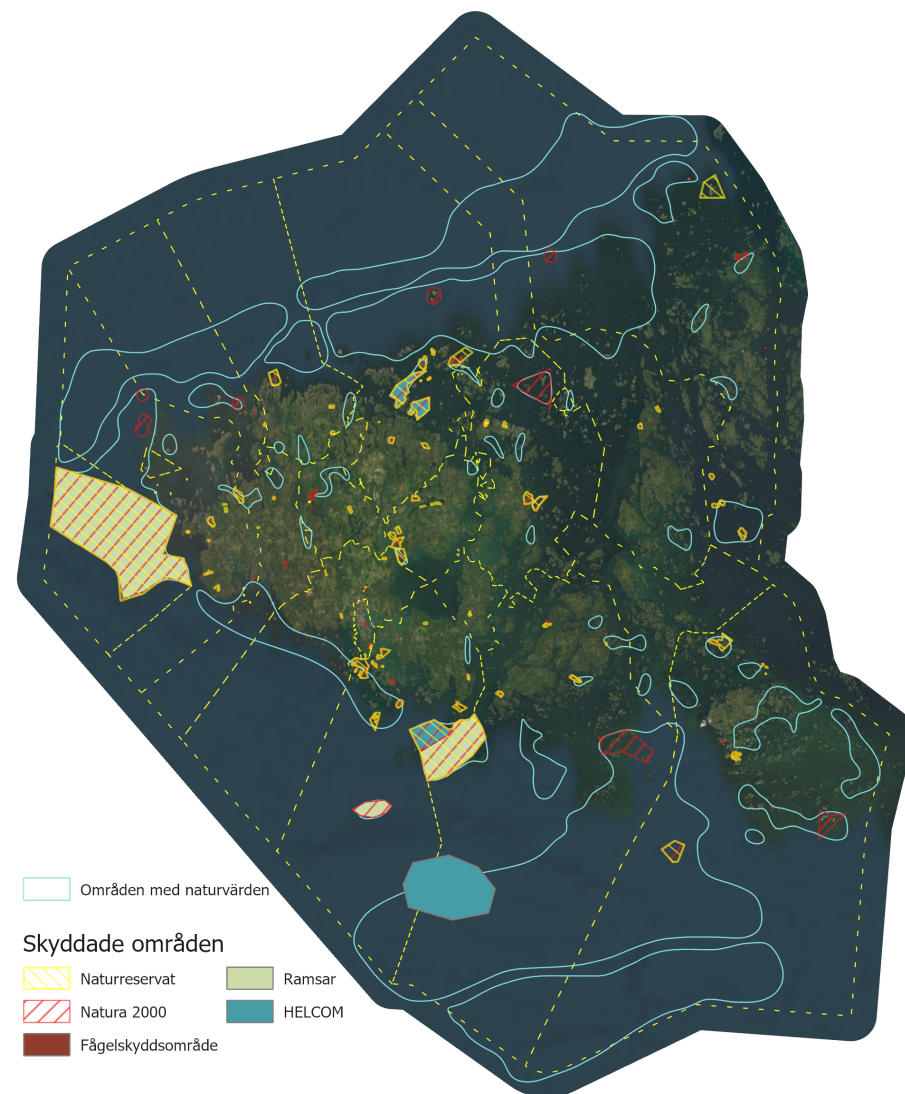 Områden med naturvärden
Skyddade områden
Naturreservat
Ramsar
Natura 2000
HELCOM
Fågelskyddsområde